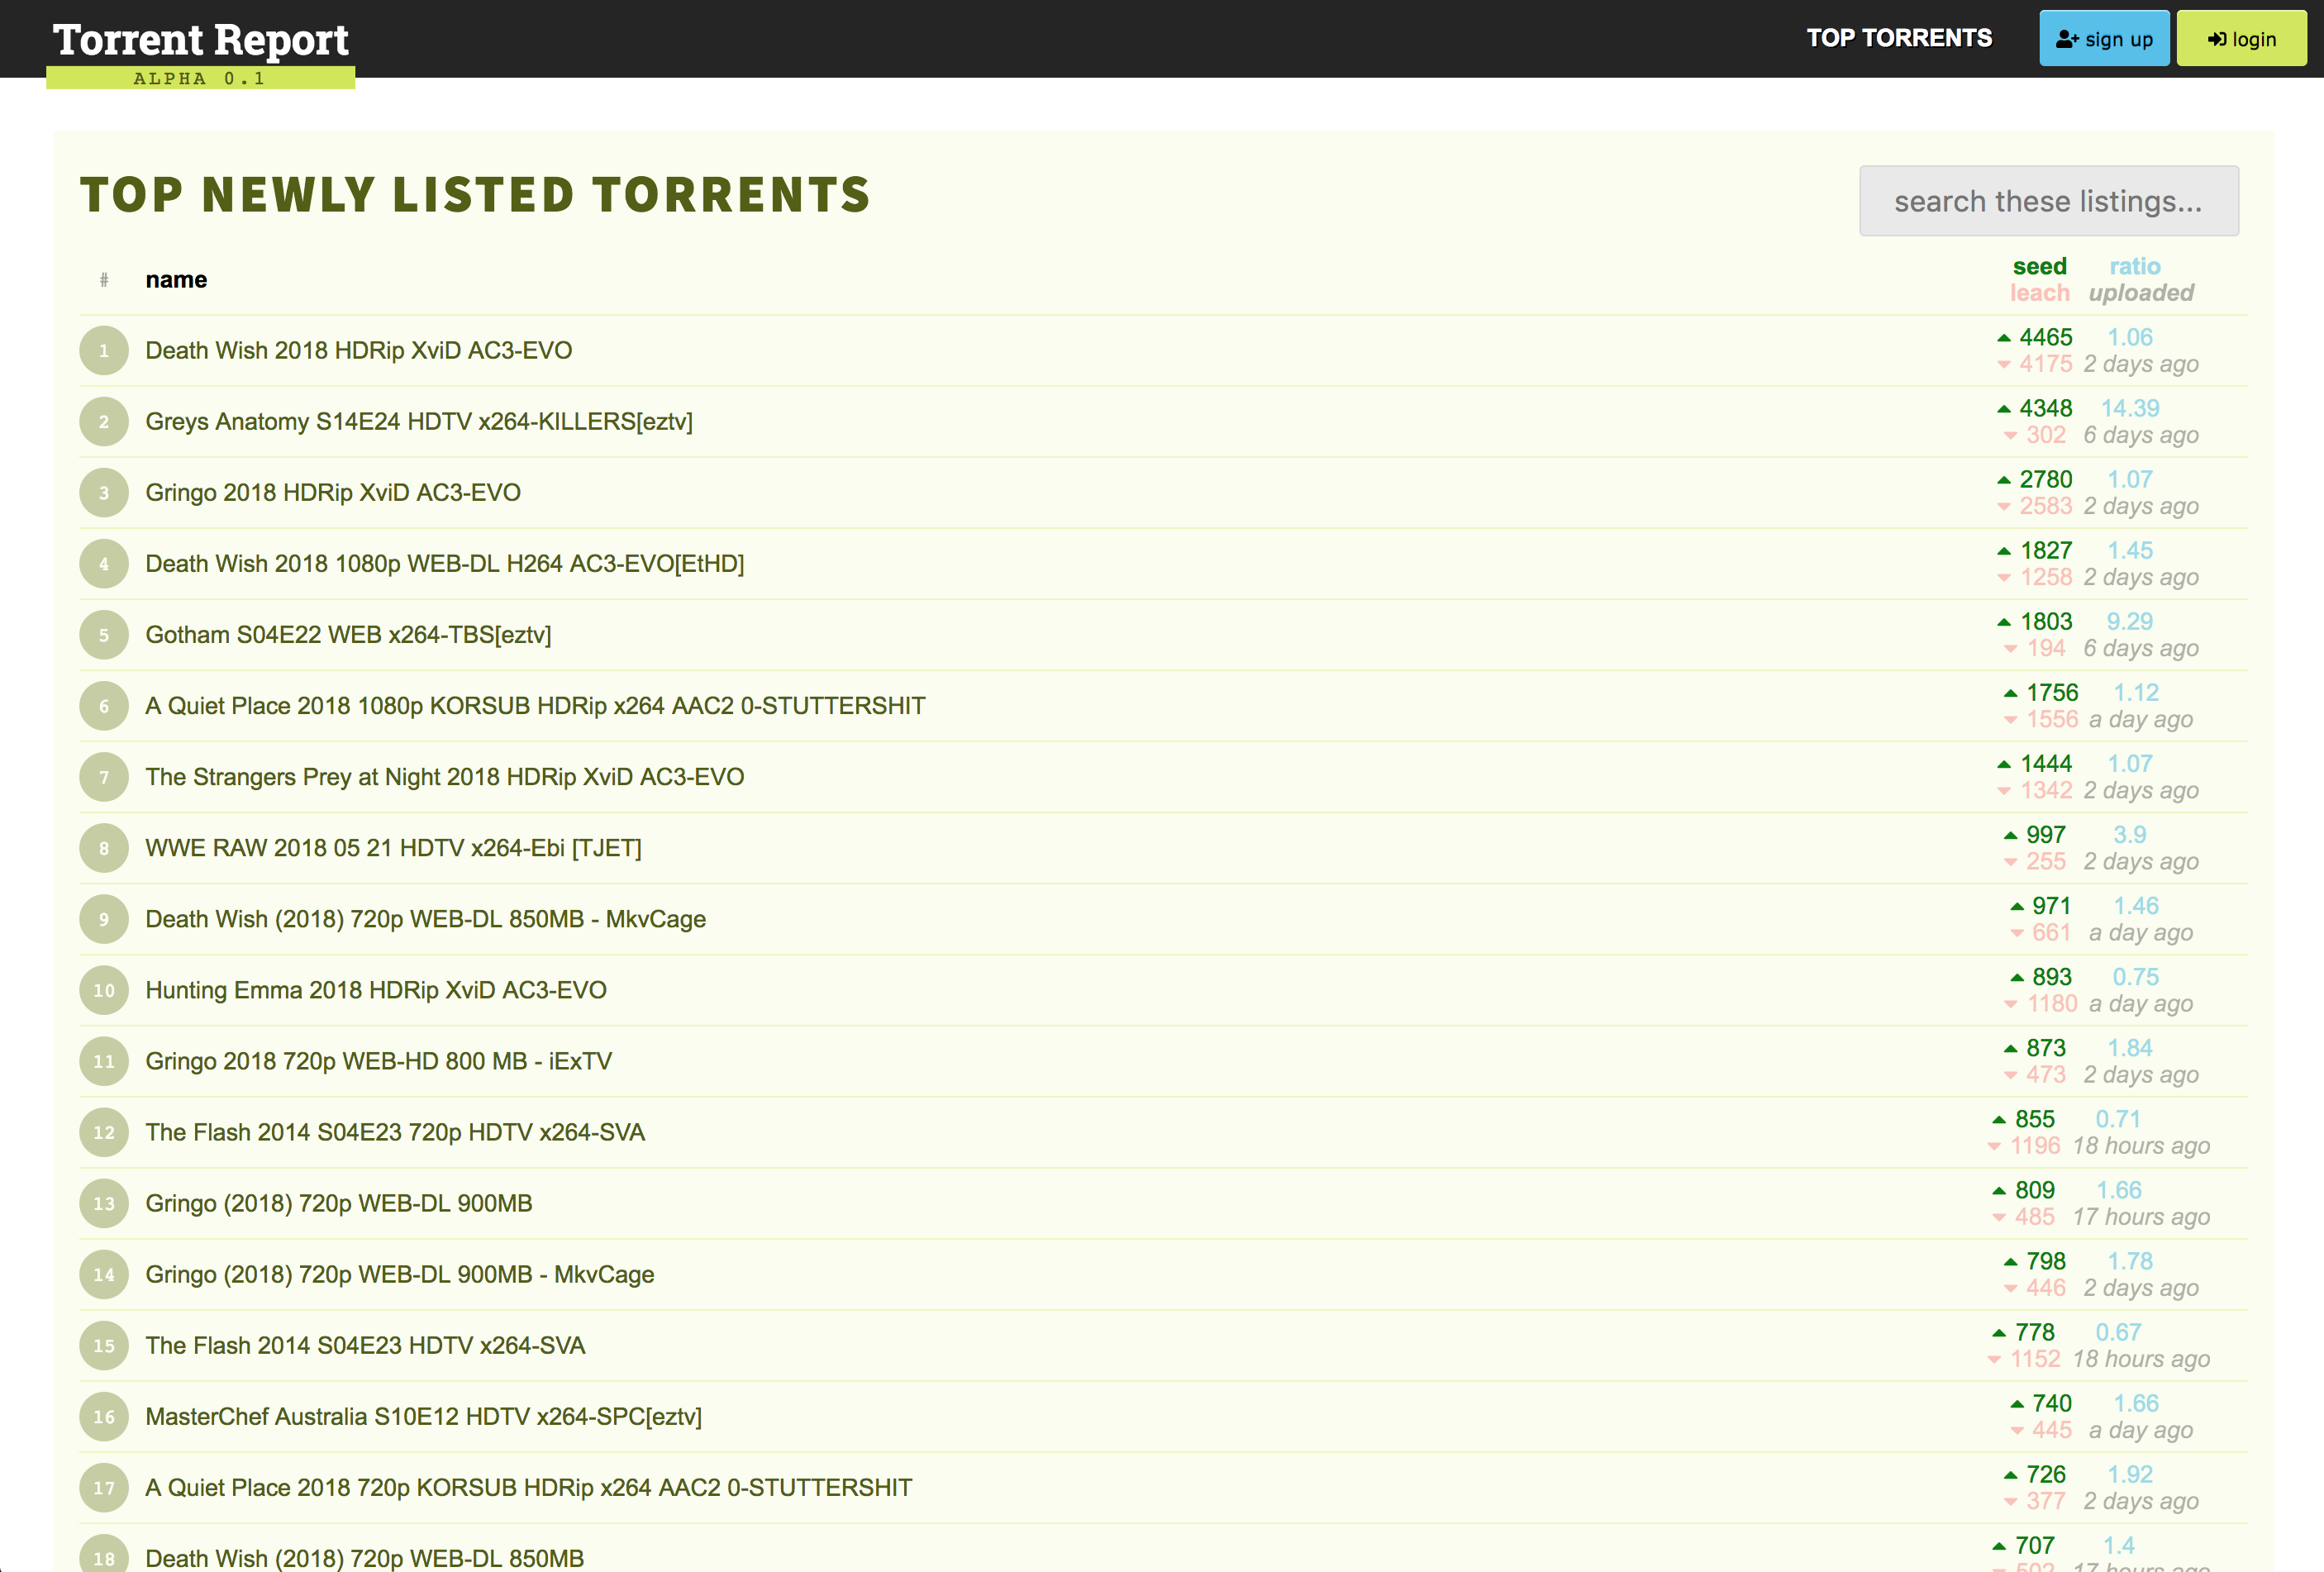 Torrent Report
ALPHA 0.1
TOP TORRENTS
sign up
login
TOP NEWLY LISTED TORRENTS
search these listings...
# name seed ratio
leach uploaded
1 Death Wish 2018 HDRip XviD AC3-EVO 4465 1.06
4175 2 days ago
2 Greys Anatomy S14E24 HDTV x264-KILLERS[eztv] 4348 14.39
302 6 days ago
3 Gringo 2018 HDRip XviD AC3-EVO 2780 1.07
2583 2 days ago
4 Death Wish 2018 1080p WEB-DL H264 AC3-EVO[EtHD] 1827 1.45
1258 2 days ago
5 Gotham S04E22 WEB x264-TBS[eztv] 1803 9.29
194 6 days ago
6 A Quiet Place 2018 1080p KORSUB HDRip x264 AAC2 0-STUTTERSHIT 1756 1.12
1556 a day ago
7 The Strangers Prey at Night 2018 HDRip XviD AC3-EVO 1444 1.07
1342 2 days ago
8 WWE RAW 2018 05 21 HDTV x264-Ebi [TJET] 997 3.9
255 2 days ago
9 Death Wish (2018) 720p WEB-DL 850MB - MkvCage 971 1.46
661 a day ago
10 Hunting Emma 2018 HDRip XviD AC3-EVO 893 0.75
1180 a day ago
11 Gringo 2018 720p WEB-HD 800 MB - iExTV 873 1.84
473 2 days ago
12 The Flash 2014 S04E23 720p HDTV x264-SVA 855 0.71
1196 18 hours ago
13 Gringo (2018) 720p WEB-DL 900MB 809 1.66
485 17 hours ago
14 Gringo (2018) 720p WEB-DL 900MB - MkvCage 798 1.78
446 2 days ago
15 The Flash 2014 S04E23 HDTV x264-SVA 778 0.67
1152 18 hours ago
16 MasterChef Australia S10E12 HDTV x264-SPC[eztv] 740 1.66
445 a day ago
17 A Quiet Place 2018 720p KORSUB HDRip x264 AAC2 0-STUTTERSHIT 726 1.92
377 2 days ago
18 Death Wish (2018) 720p WEB-DL 850MB 707 1.4
17 hours ago